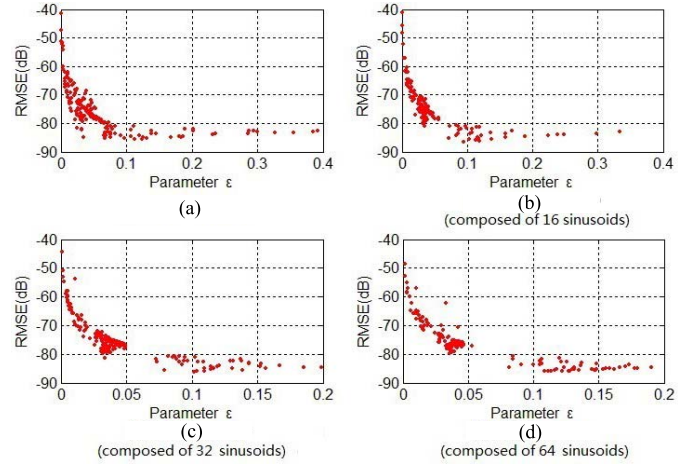 -40
-50
-60
-70
-80
-90
RMSE(dB)
0 0.1 0.2 0.3 0.4
Parameter ε
(a)
-40
-50
-60
-70
-80
-90
RMSE(dB)
0 0.1 0.2 0.3 0.4
Parameter ε
(b)
(composed of 16 sinusoids)
-40
-50
-60
-70
-80
-90
RMSE(dB)
0 0.05 0.1 0.15 0.2
Parameter ε
(c)
(composed of 32 sinusoids)
-40
-50
-60
-70
-80
-90
RMSE(dB)
0 0.05 0.1 0.15 0.2
Parameter ε
(d)
(composed of 64 sinusoids)